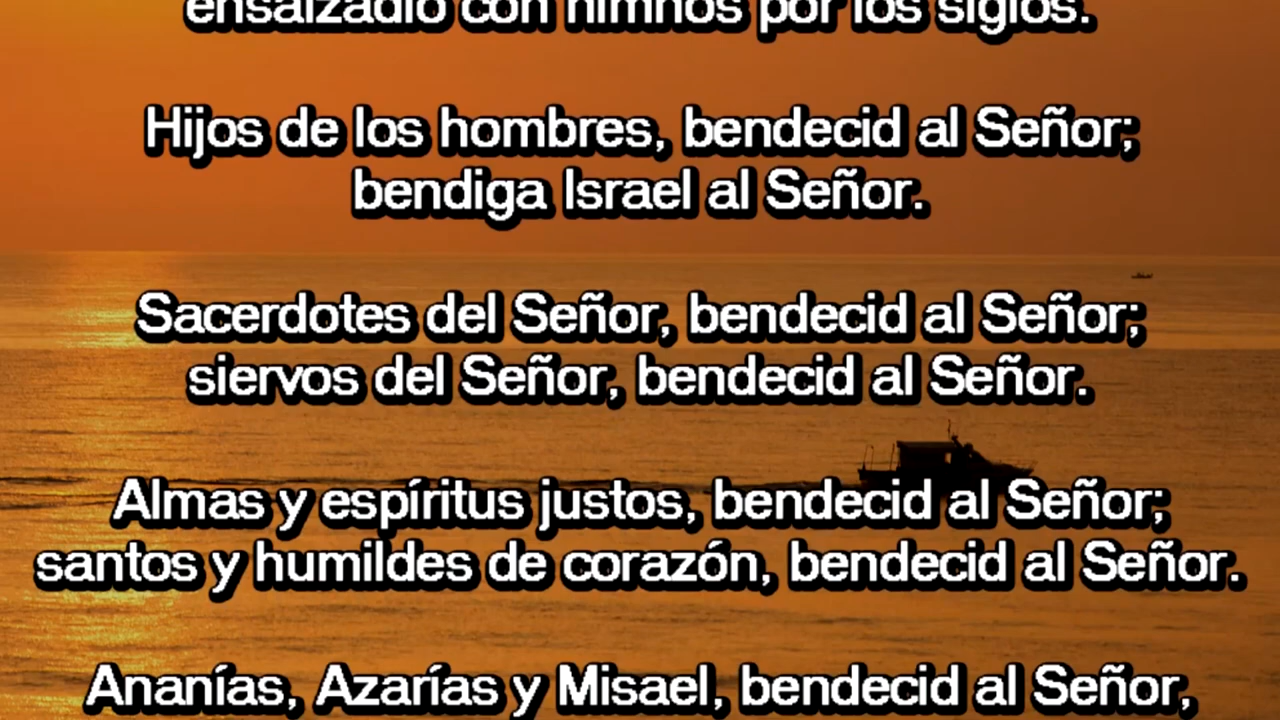 ensalzadlo con himnos por los siglos.
Hijos de los hombres, bendecid al Señor;
bendiga Israel al Señor.
Sacerdotes del Señor, bendecid al Señor;
siervos del Señor, bendecid al Señor.
Almas y espíritus justos, bendecid al Señor;
santos y humildes de corazón, bendecid al Señor.
Ananías, Azarías y Misael, bendecid al Señor,